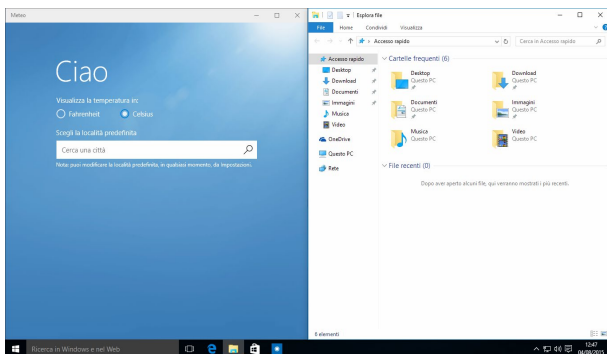 Meteo
Ciao
Visualizza la temperatura in:
Fahrenheit
Celsius
Scegli la località predefinita
Cerca una città
Nota: puoi modificare la località predefinita, in qualsiasi momento, da Impostazioni.
Esplora file
File Home Condividi Visualizza
Accesso rapido
Cerca in Accesso rapido
Accesso rapido
Desktop
Download
Documenti
Immagini
Musica
Video
OneDrive
Questo PC
Rete
Cartelle frequenti (6)
Desktop
Questo PC
Download
Questo PC
Documenti
Questo PC
Immagini
Questo PC
Musica
Questo PC
Video
Questo PC
File recenti (0)
Dopo aver aperto alcuni file, qui verranno mostrati i più recenti.
6 elementi
Ricerca in Windows e nel Web
12:47
04/08/2015